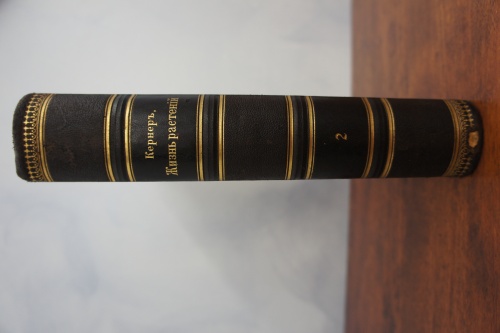 Кернеръ,
Жизнь растеній
2